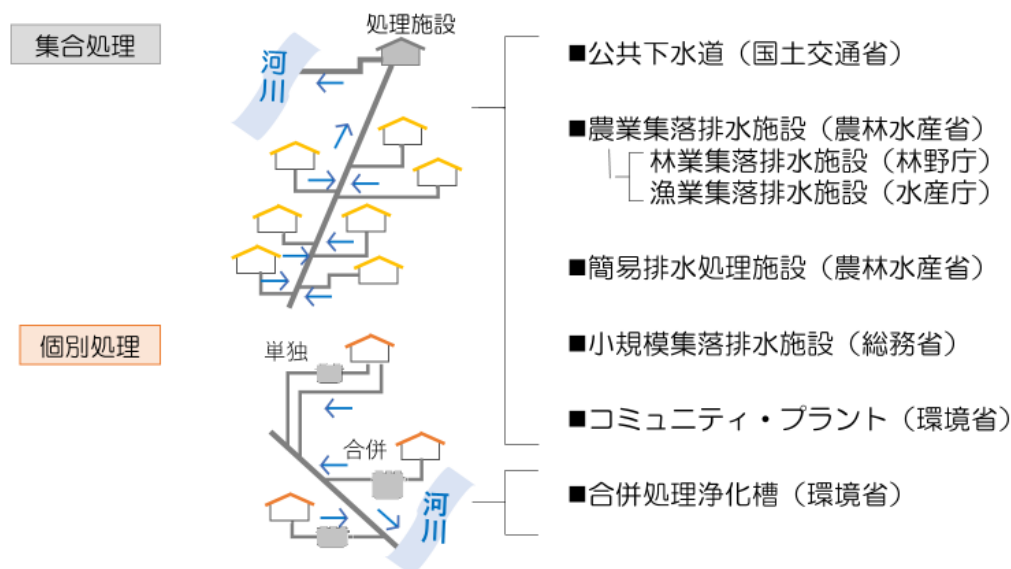 集合処理
処理施設
河川
■公共下水道（国土交通省）
■農業集落排水施設（農林水産省）
林業集落排水施設（林野庁）
漁業集落排水施設（水産庁）
■簡易排水処理施設（農林水産省）
■小規模集落排水施設（総務省）
■コミュニティ・プラント（環境省）
個別処理
単独
合併
河川
■合併処理浄化槽（環境省）